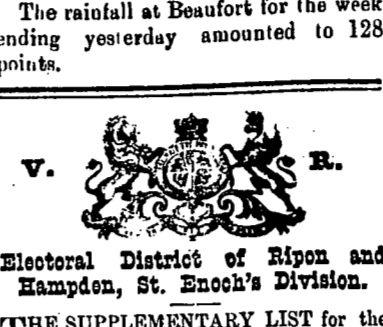 The rainfall at Beaufort for the week
ending yesterday amounted to 128
points.
V. R.
Electoral District of Ripon and
Hampden, St. Enoch's Division.
THE SUPPLEMENTARY LIST for the